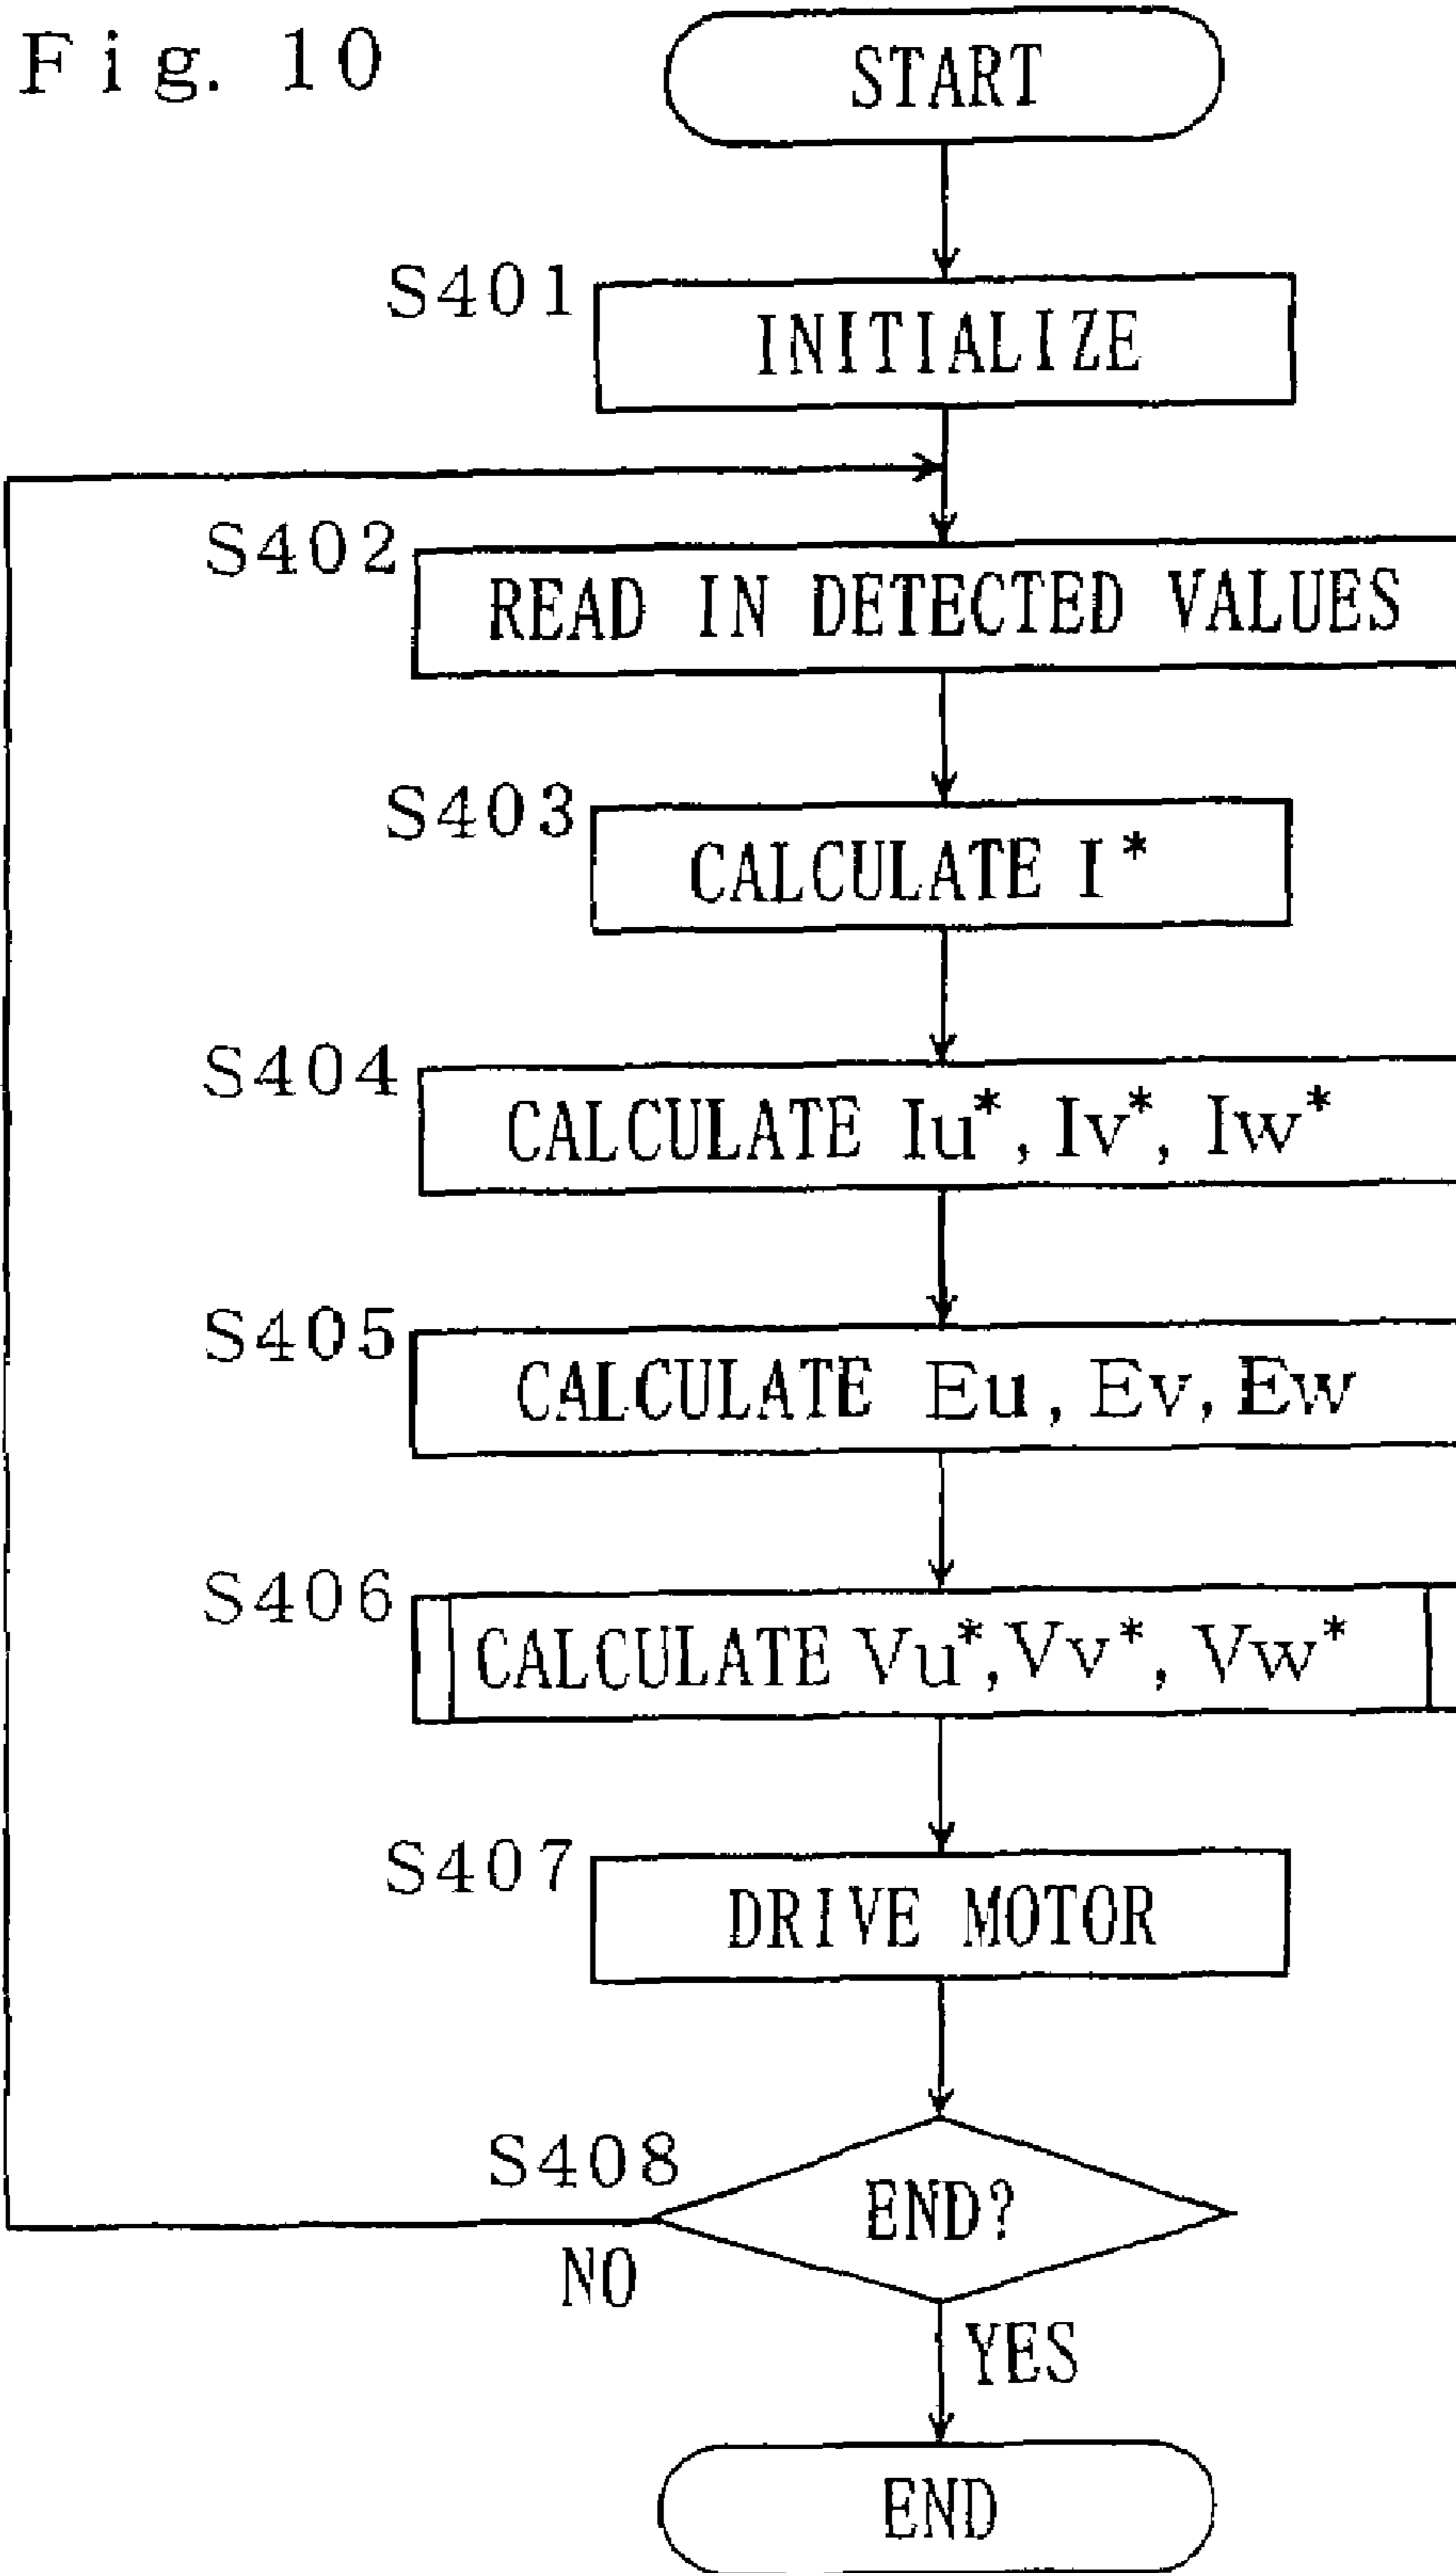 Fig. 10
START
S401
INITIALIZE
S402
READ IN DETECTED VALUES
S403
CALCULATE I*
S404
CALCULATE Iu*, Iv*, Iw*
S405
CALCULATE Eu, Ev, Ew
S406
CALCULATE Vu*, Vv*, Vw*
S407
DRIVE MOTOR
S408
END?
NO
YES
END